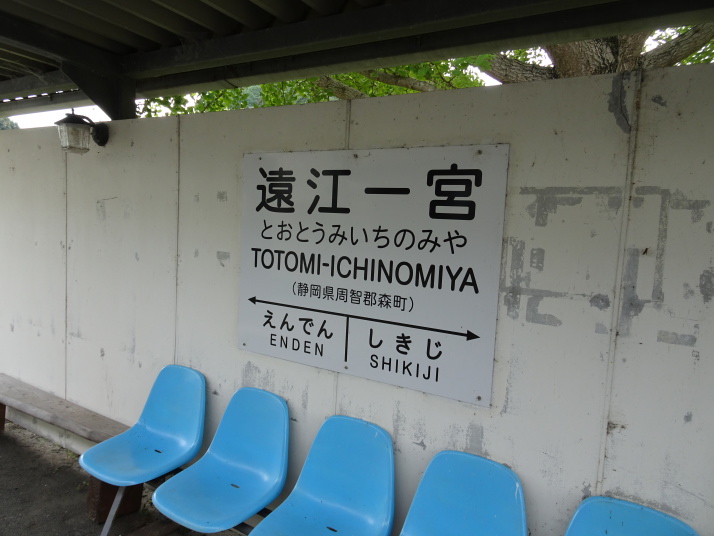 遠江一宮
とおとうみいちのみや
TOTOMI-ICHINOMIYA
(静岡県周智郡森町)
えんでん しきじ
ENDEN SHIKIJI